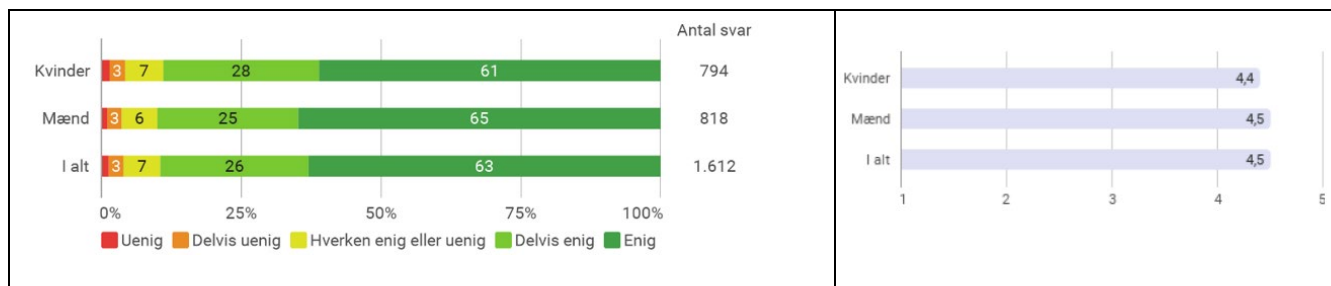 Antal svar
Kvinder 3 7 28 61 794
Mænd 3 6 25 65 818
I alt 3 7 26 63 1.612
0% 25% 50% 75% 100%
Uenig Delvis uenig Hverken enig eller uenig Delvis enig Enig
Kvinder 4,4
Mænd 4,5
I alt 4,5
1 2 3 4 5